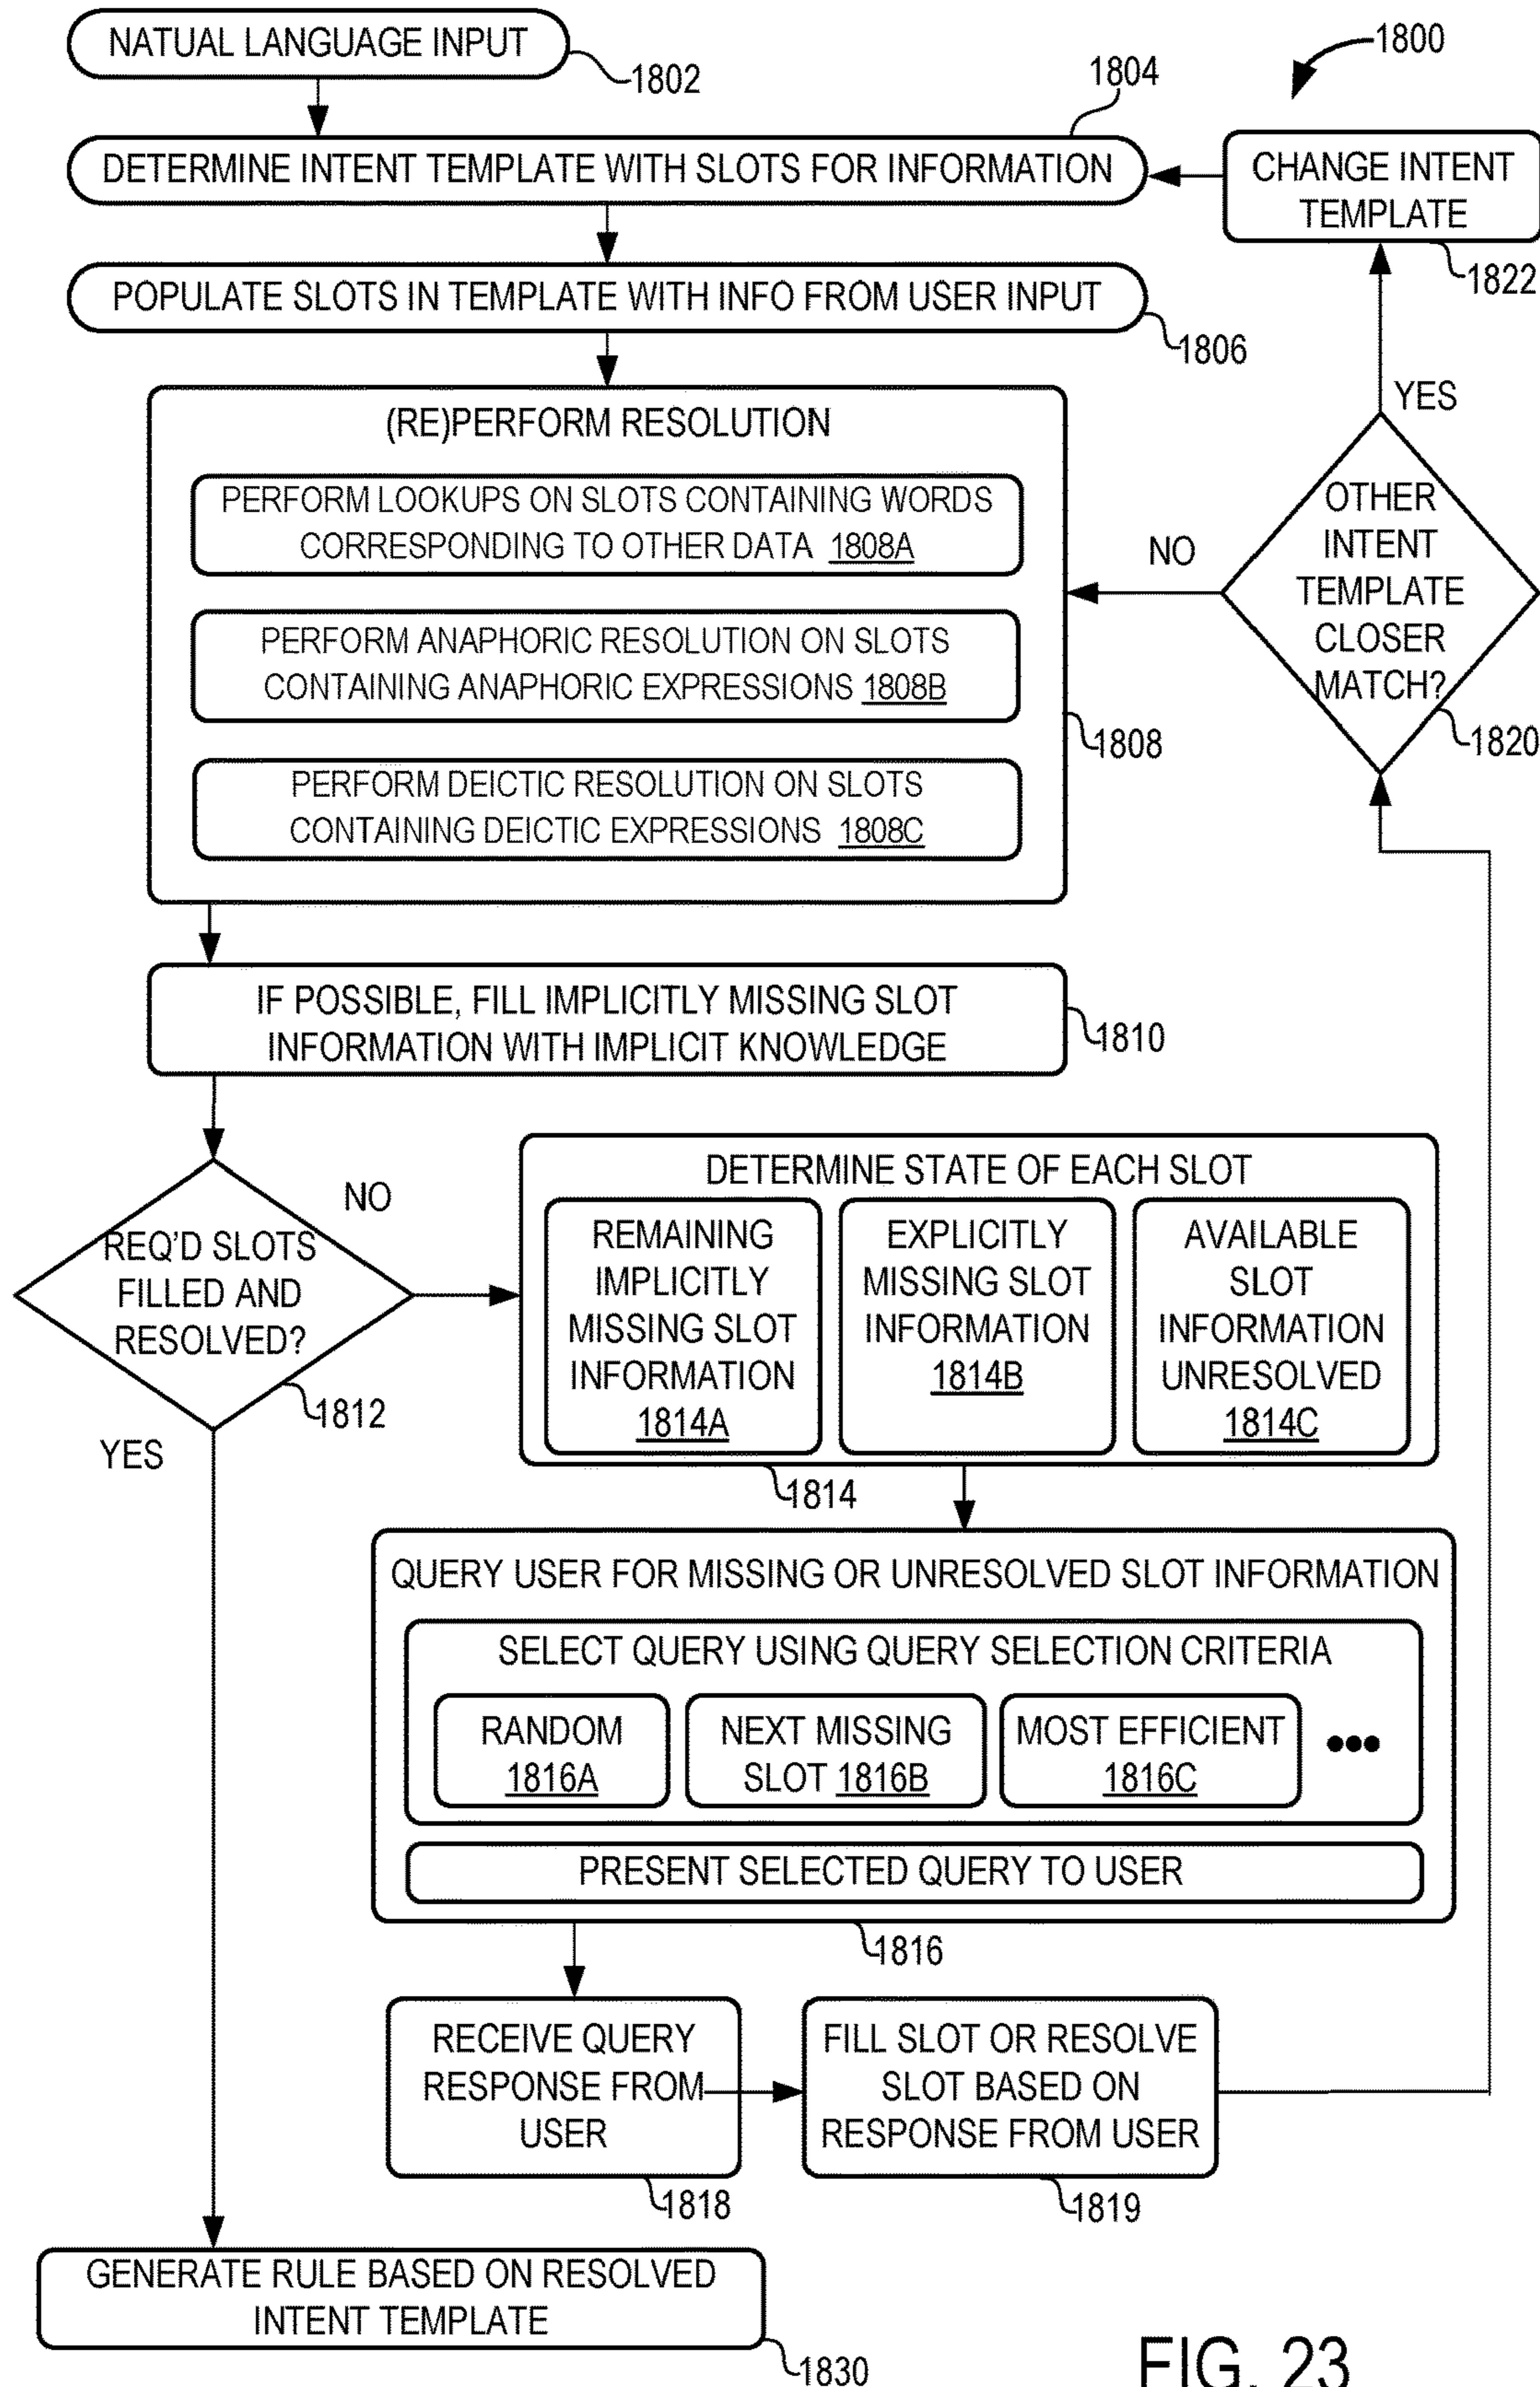 NATUAL LANGUAGE INPUT
1802
1800
1804
DETERMINE INTENT TEMPLATE WITH SLOTS FOR INFORMATION
CHANGE INTENT
TEMPLATE
1822
POPULATE SLOTS IN TEMPLATE WITH INFO FROM USER INPUT
1806
YES
(RE)PERFORM RESOLUTION
PERFORM LOOKUPS ON SLOTS CONTAINING WORDS
CORRESPONDING TO OTHER DATA 1808A
PERFORM ANAPHORIC RESOLUTION ON SLOTS
CONTAINING ANAPHORIC EXPRESSIONS 1808B
PERFORM DEICTIC RESOLUTION ON SLOTS
CONTAINING DEICTIC EXPRESSIONS 1808C
1808
NO
OTHER
INTENT
TEMPLATE
CLOSER
MATCH?
1820
IF POSSIBLE, FILL IMPLICITLY MISSING SLOT
INFORMATION WITH IMPLICIT KNOWLEDGE
1810
REQ'D SLOTS
FILLED AND
RESOLVED?
1812
NO
YES
DETERMINE STATE OF EACH SLOT
REMAINING
IMPLICITLY
MISSING SLOT
INFORMATION
1814A
EXPLICITLY
MISSING SLOT
INFORMATION
1814B
AVAILABLE
SLOT
INFORMATION
UNRESOLVED
1814C
1814
QUERY USER FOR MISSING OR UNRESOLVED SLOT INFORMATION
SELECT QUERY USING QUERY SELECTION CRITERIA
RANDOM
1816A
NEXT MISSING
SLOT 1816B
MOST EFFICIENT
1816C
●●●
PRESENT SELECTED QUERY TO USER
1816
RECEIVE QUERY
RESPONSE FROM
USER
1818
FILL SLOT OR RESOLVE
SLOT BASED ON
RESPONSE FROM USER
1819
GENERATE RULE BASED ON RESOLVED
INTENT TEMPLATE
1830
FIG. 23